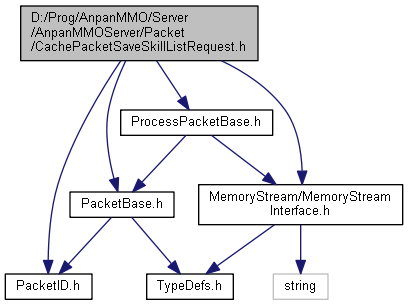 D:/Prog/AnpanMMO/Server
/AnpanMMOServer/Packet
/CachePacketSaveSkillListRequest.h
ProcessPacketBase.h
PacketBase.h
MemoryStream/MemoryStream
Interface.h
PacketID.h
TypeDefs.h
string